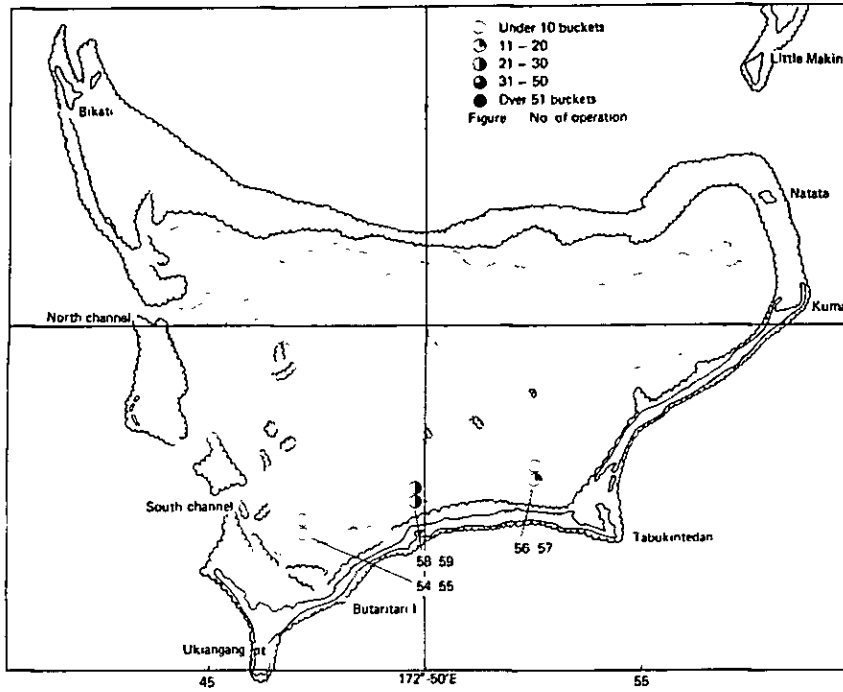 Under 10 buckets
11 – 20
21 – 30
31 – 50
Over 51 buckets
Figure No of operation
Little Makin
Bikati
Natata
Kuma
North channel
South channel
Tabukintedan
58 59
56 57
54 55
Butaritari I
Ukiangang pt
45
172°-50'E
55